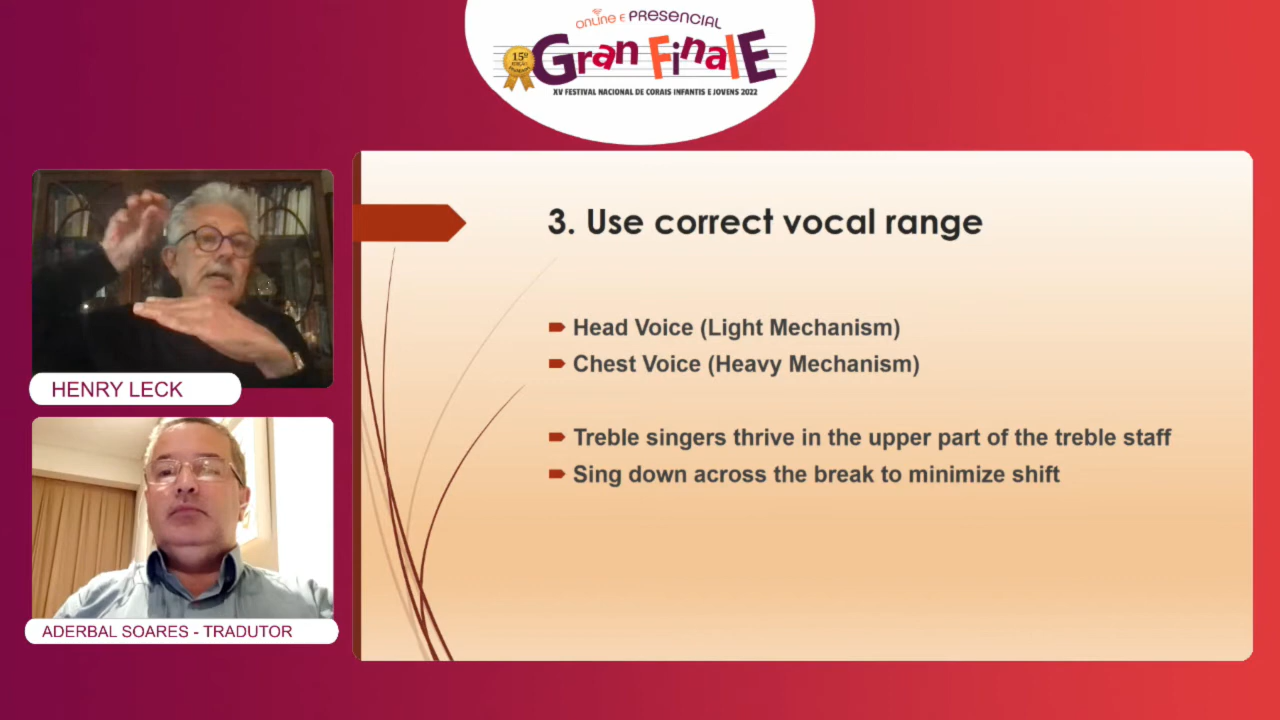 ONLINE E PRESENCIAL
15ª
EDIÇÃO
Gran FinalE
XV FESTIVAL NACIONAL DE CORAIS INFANTIS E JOVENS 2022
3. Use correct vocal range
Head Voice (Light Mechanism)
Chest Voice (Heavy Mechanism)
Treble singers thrive in the upper part of the treble staff
Sing down across the break to minimize shift
HENRY LECK
ADERBAL SOARES - TRADUTOR